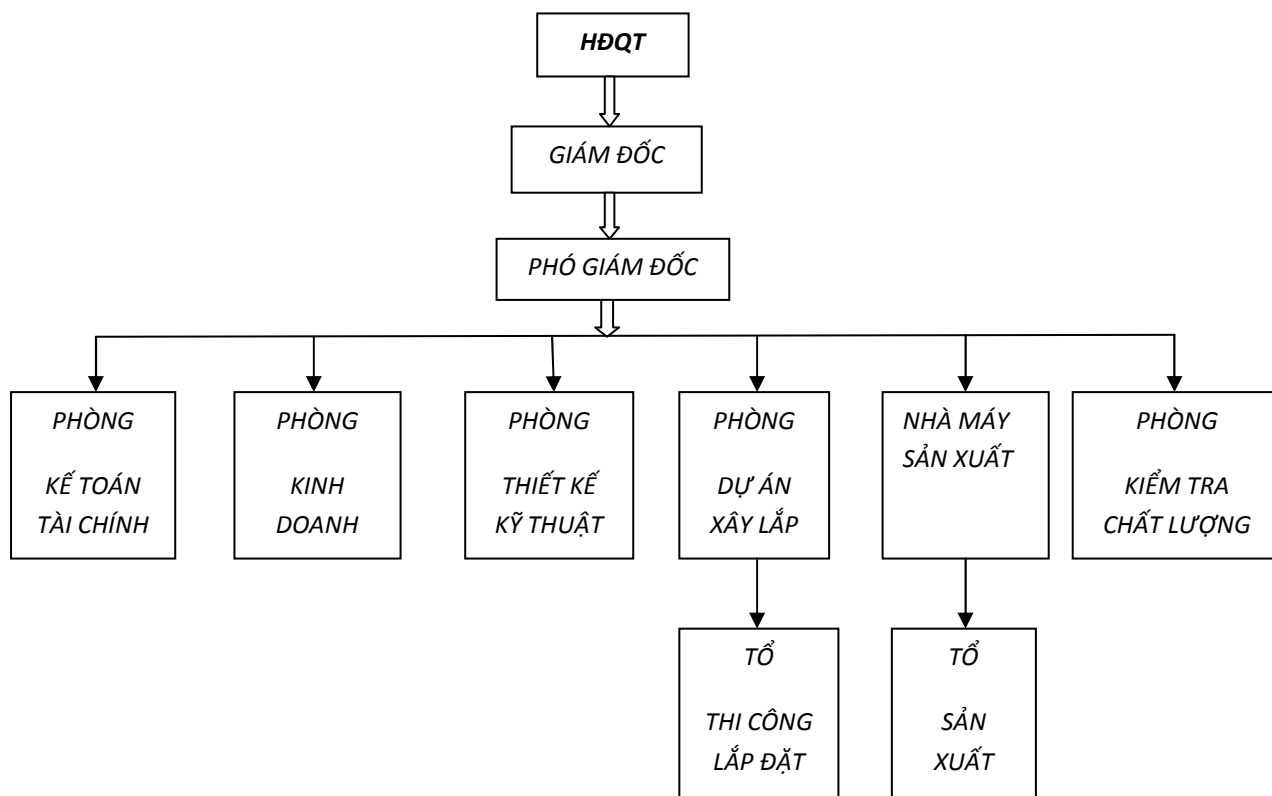 HĐQT
GIÁM ĐỐC
PHÓ GIÁM ĐỐC
PHÒNG
KẾ TOÁN
TÀI CHÍNH
PHÒNG
KINH
DOANH
PHÒNG
THIẾT KẾ
KỸ THUẬT
PHÒNG
DỰ ÁN
XÂY LẮP
NHÀ MÁY
SẢN XUẤT
PHÒNG
KIỂM TRA
CHẤT LƯỢNG
TỔ
THI CÔNG
LẮP ĐẶT
TỔ
SẢN
XUẤT